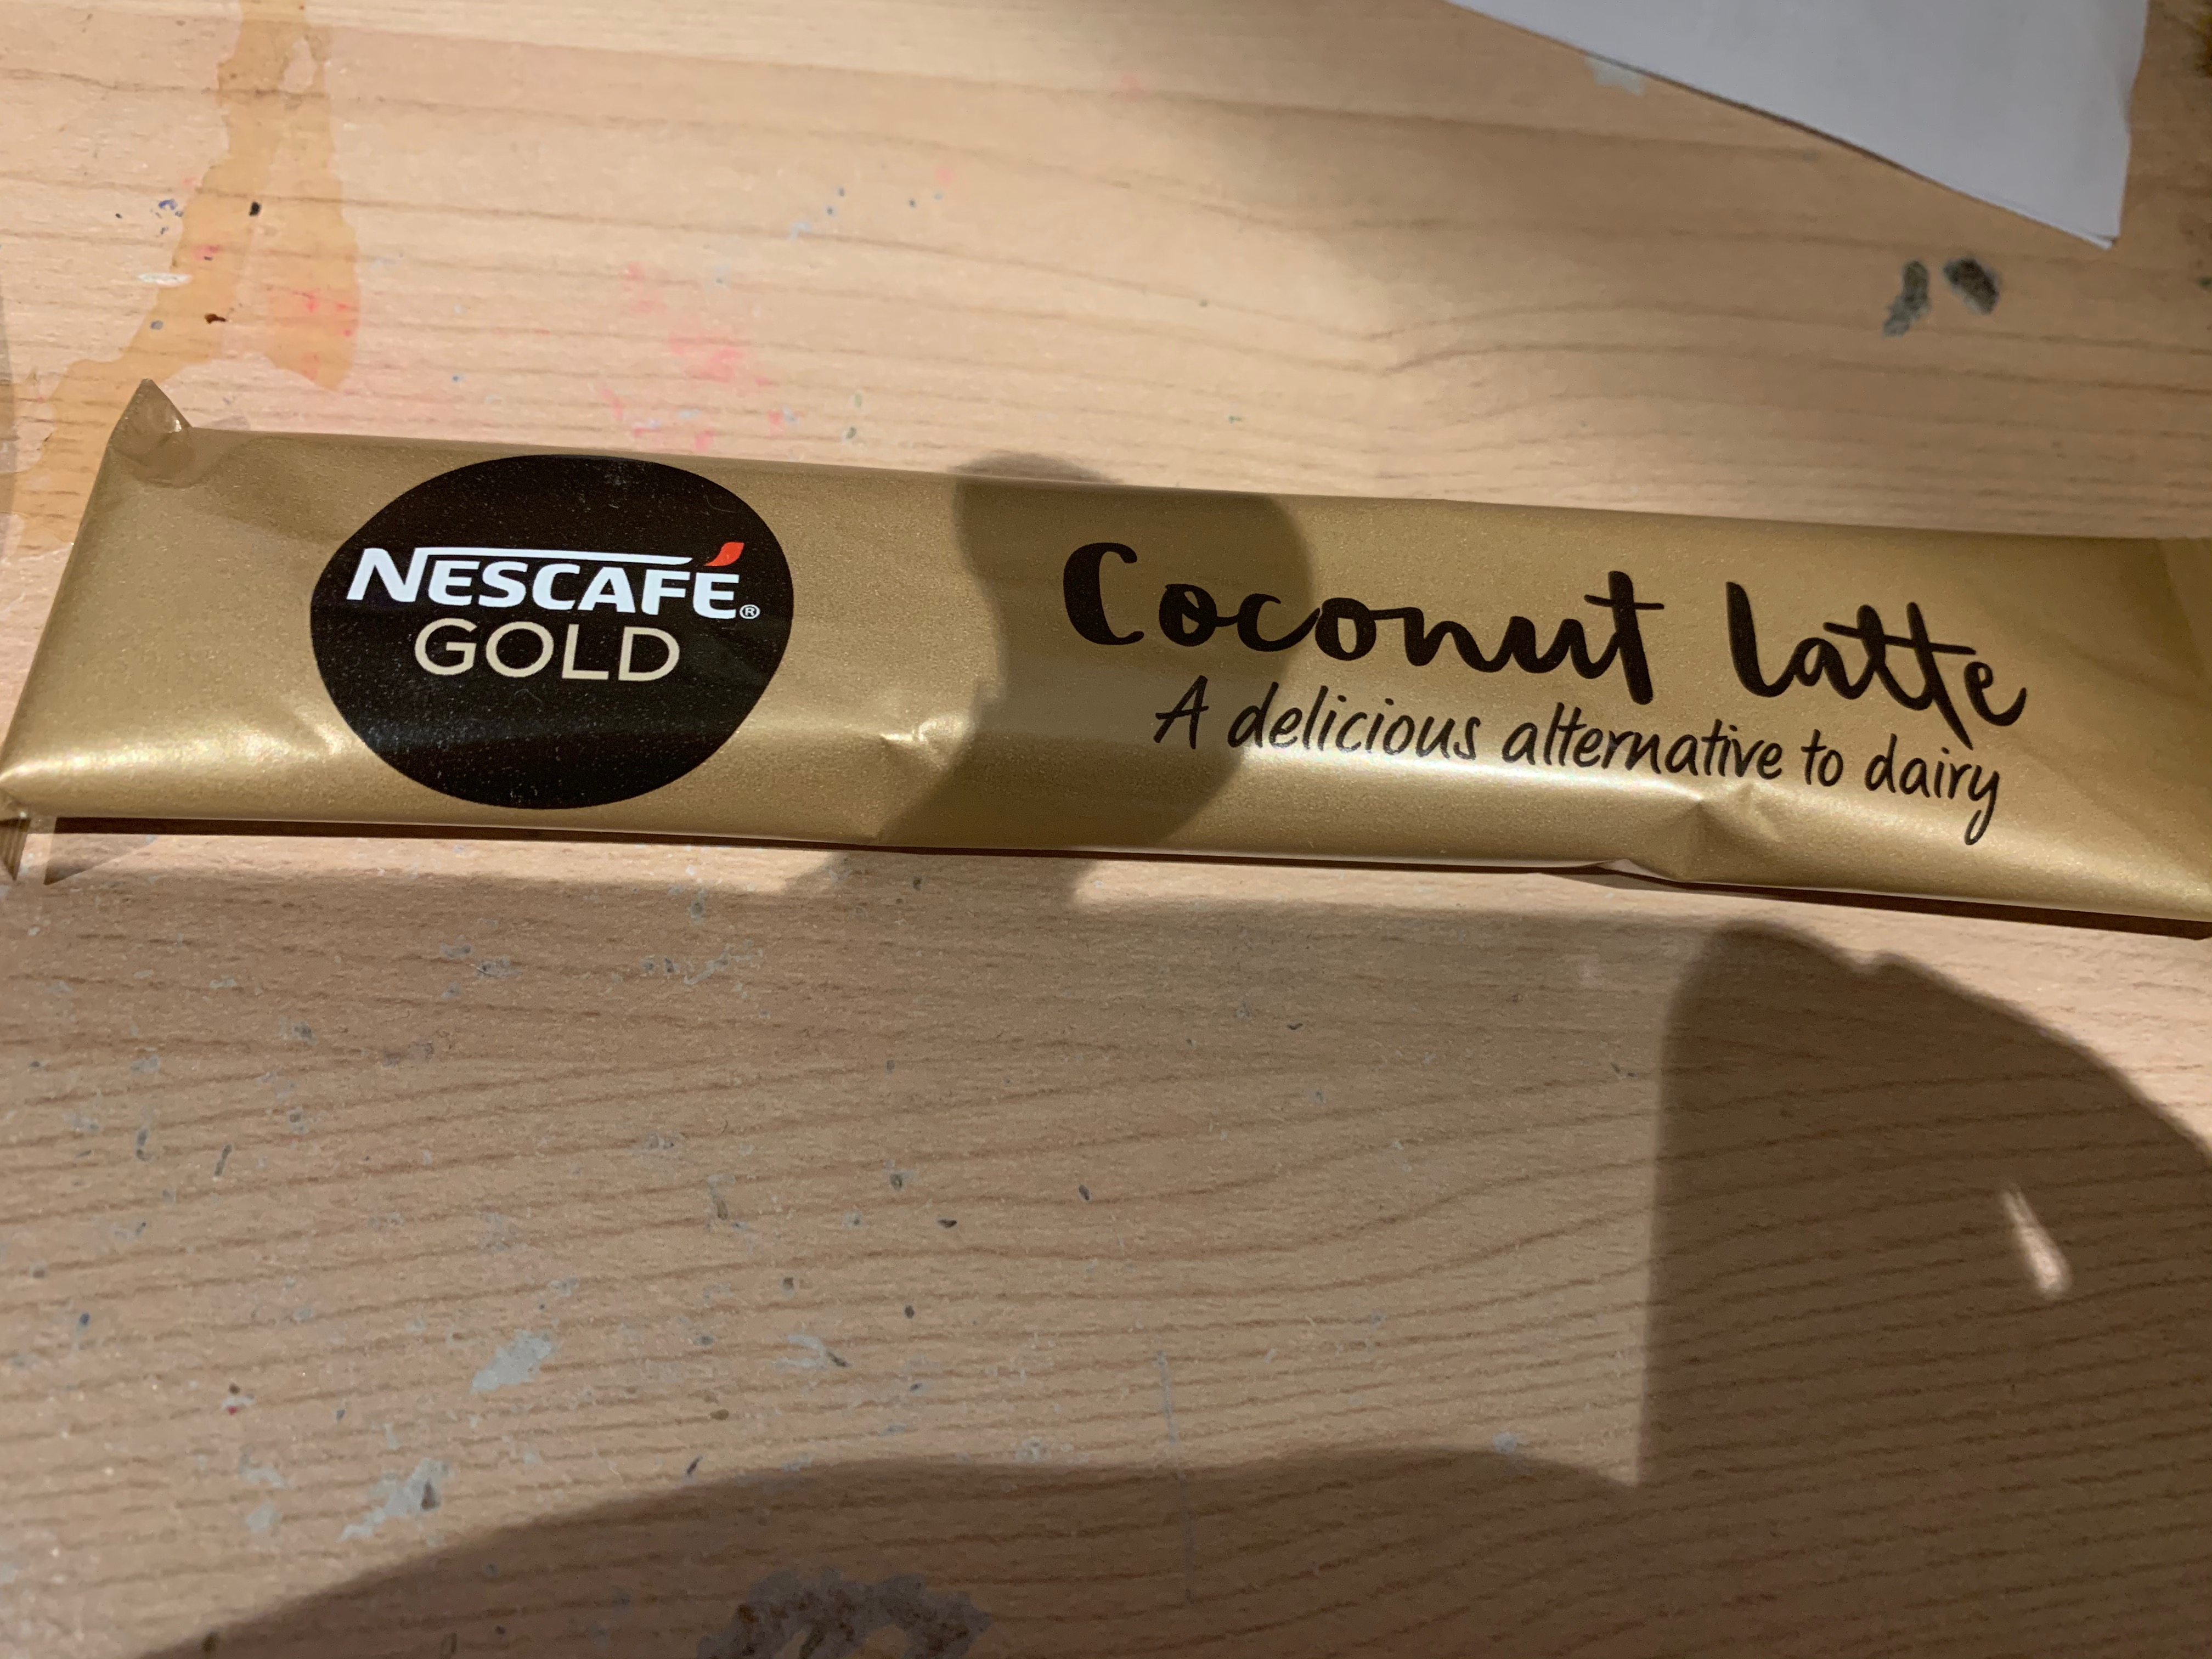 NESCAFÉ®
GOLD
Coconut latte
A delicious alternative to dairy